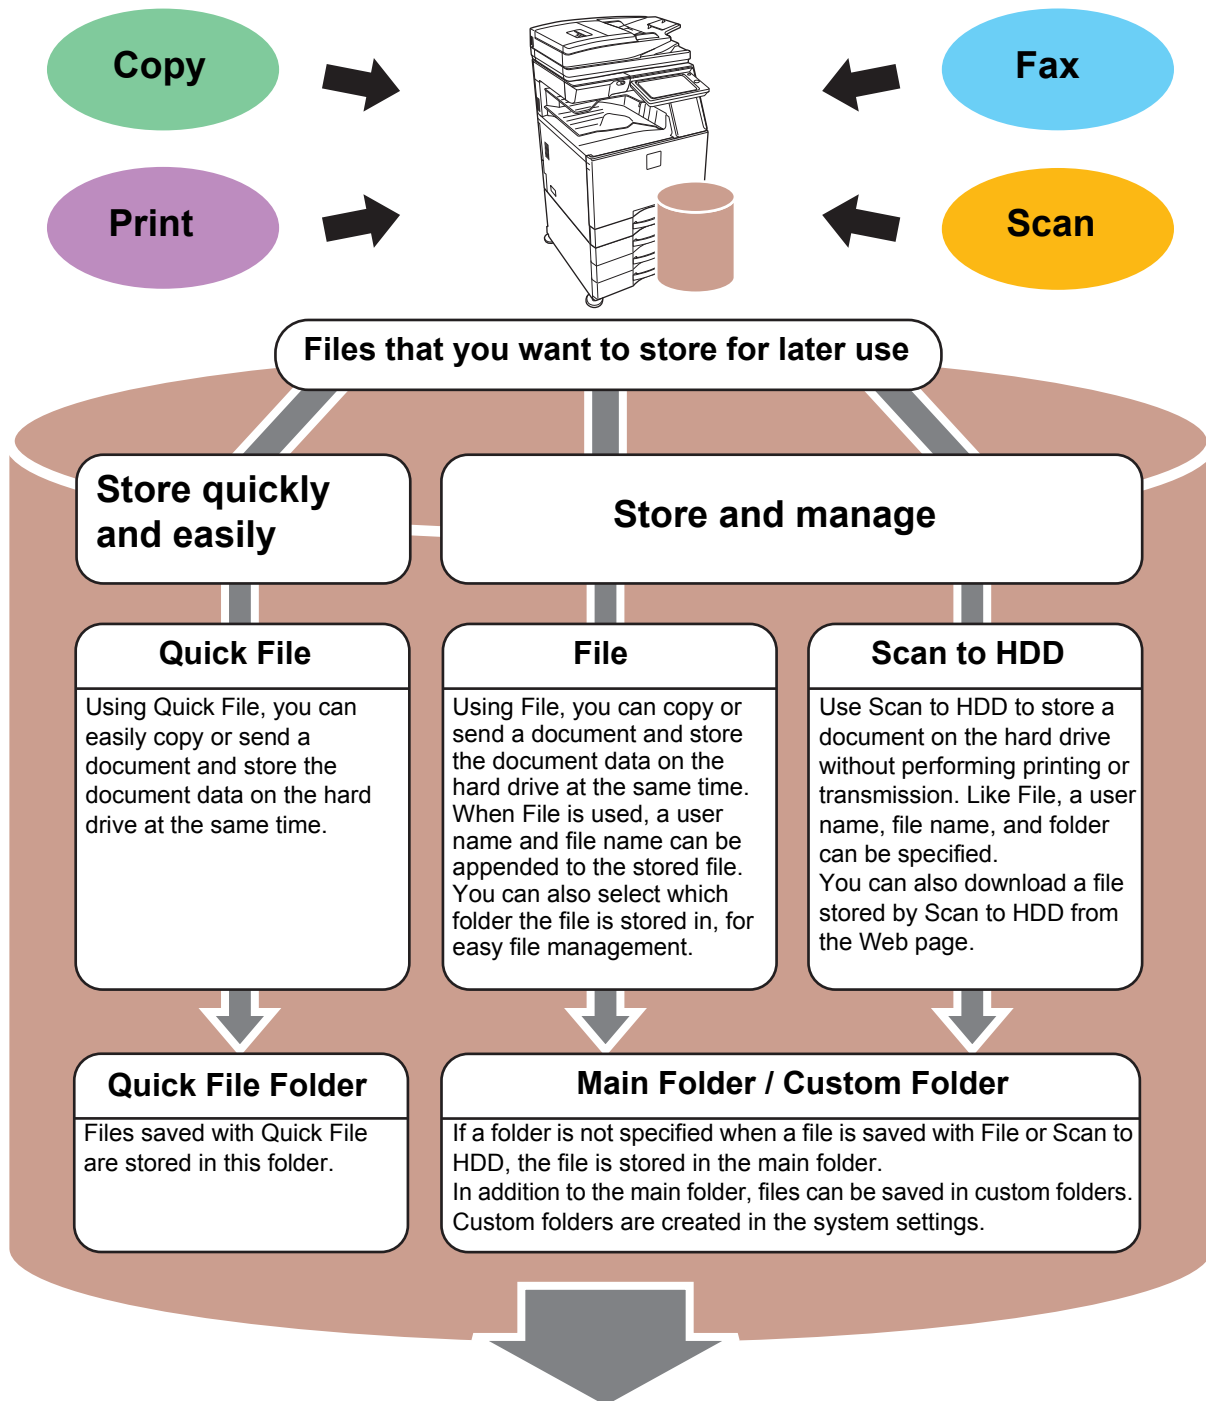 Copy
Fax
Print
Scan
Files that you want to store for later use
Store quickly
and easily
Store and manage
Quick File
Using Quick File, you can
easily copy or send a
document and store the
document data on the hard
drive at the same time.
File
Using File, you can copy or
send a document and store
the document data on the
hard drive at the same time.
When File is used, a user
name and file name can be
appended to the stored file.
You can also select which
folder the file is stored in, for
easy file management.
Scan to HDD
Use Scan to HDD to store a
document on the hard drive
without performing printing or
transmission. Like File, a user
name, file name, and folder
can be specified.
You can also download a file
stored by Scan to HDD from
the Web page.
Quick File Folder
Files saved with Quick File
are stored in this folder.
Main Folder / Custom Folder
If a folder is not specified when a file is saved with File or Scan to
HDD, the file is stored in the main folder.
In addition to the main folder, files can be saved in custom folders.
Custom folders are created in the system settings.